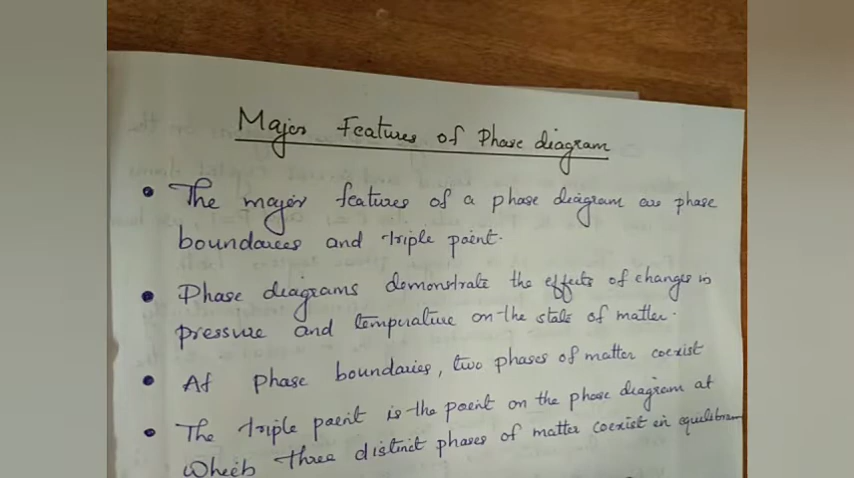 Major Features of Phase diagram
• The major features of a phase diagram are phase
boundaries and triple point.
• Phase diagrams demonstrate the effects of changes in
pressure and temperature on the state of matter.
• At phase boundaries, two phases of matter coexist
• The triple point is the point on the phase diagram at
which three distinct phases of matter coexist in equilibrium